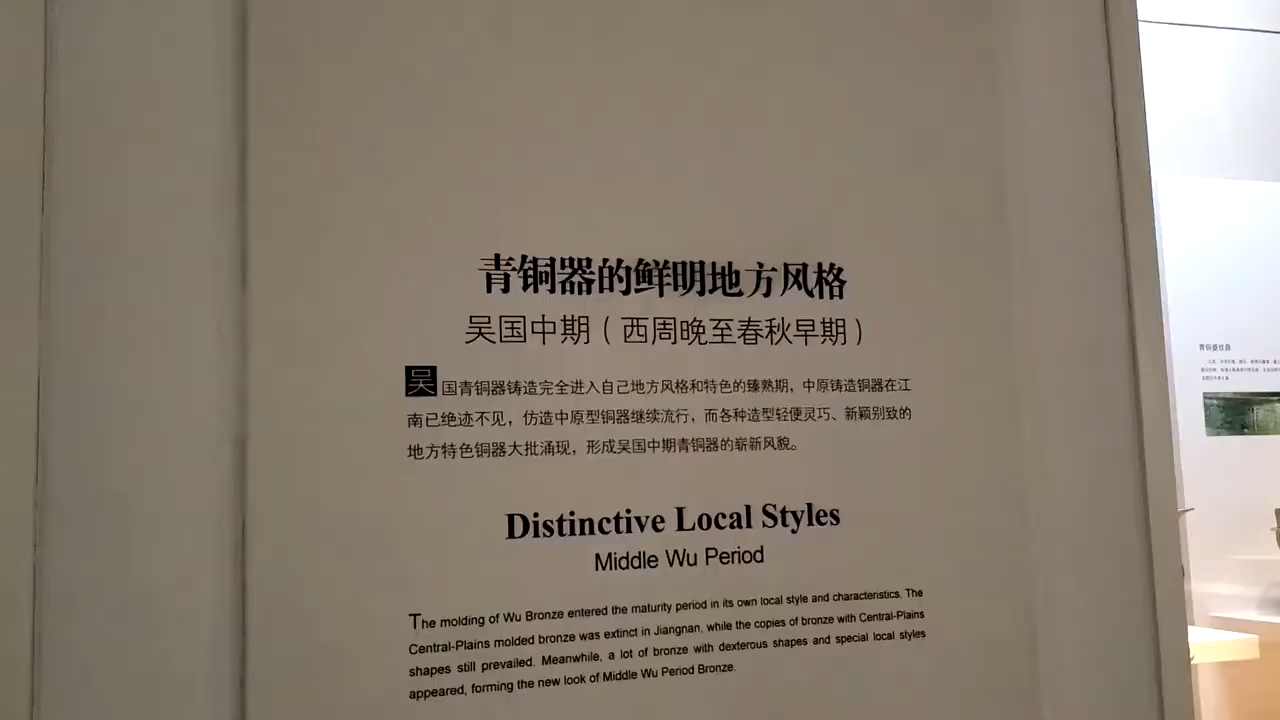 青铜器的鲜明地方风格
吴国中期（西周晚至春秋早期）
吴国青铜器铸造完全进入自己地方风格和特色的臻熟期，中原铸造铜器在江
南已绝迹不见，仿造中原型铜器继续流行，而各种造型轻便灵巧、新颖别致的
地方特色铜器大批涌现，形成吴国中期青铜器的崭新风貌。
Distinctive Local Styles
Middle Wu Period
The molding of Wu Bronze entered the maturity period in its own local style and characteristics. The
Central-Plains molded bronze was extinct in Jiangnan, while the copies of bronze with Central-Plains
shapes still prevailed. Meanwhile, a lot of bronze with dexterous shapes and special local styles
appeared, forming the new look of Middle Wu Period Bronze.